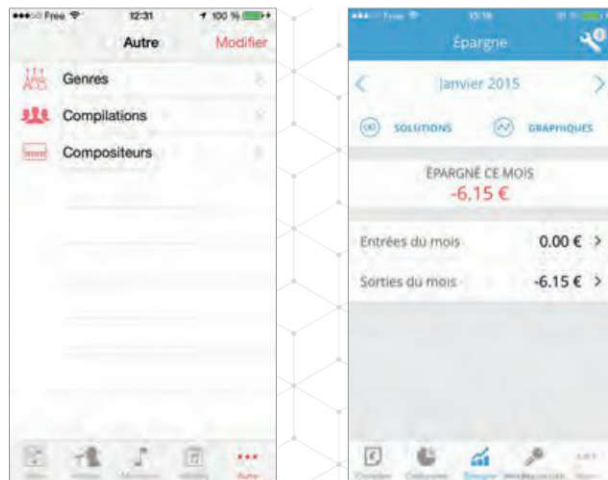 Free 12:31 100 %
Autre Modifier
Genres
Compilations
Compositeurs
Autre
Free
Épargne
Janvier 2015
SOLUTIONS GRAPHIQUES
ÉPARGNÉ CE MOIS
-6.15 €
Entrées du mois 0.00 €
Sorties du mois -6.15 €
Épargne